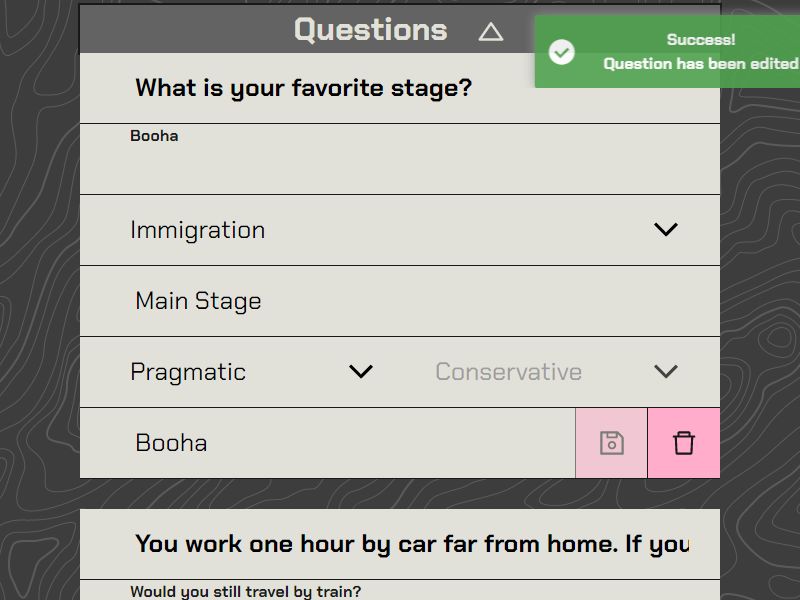 Questions
Success!
Question has been edited
What is your favorite stage?
Booha
Immigration
Main Stage
Pragmatic
Conservative
Booha
You work one hour by car far from home. If you
Would you still travel by train?